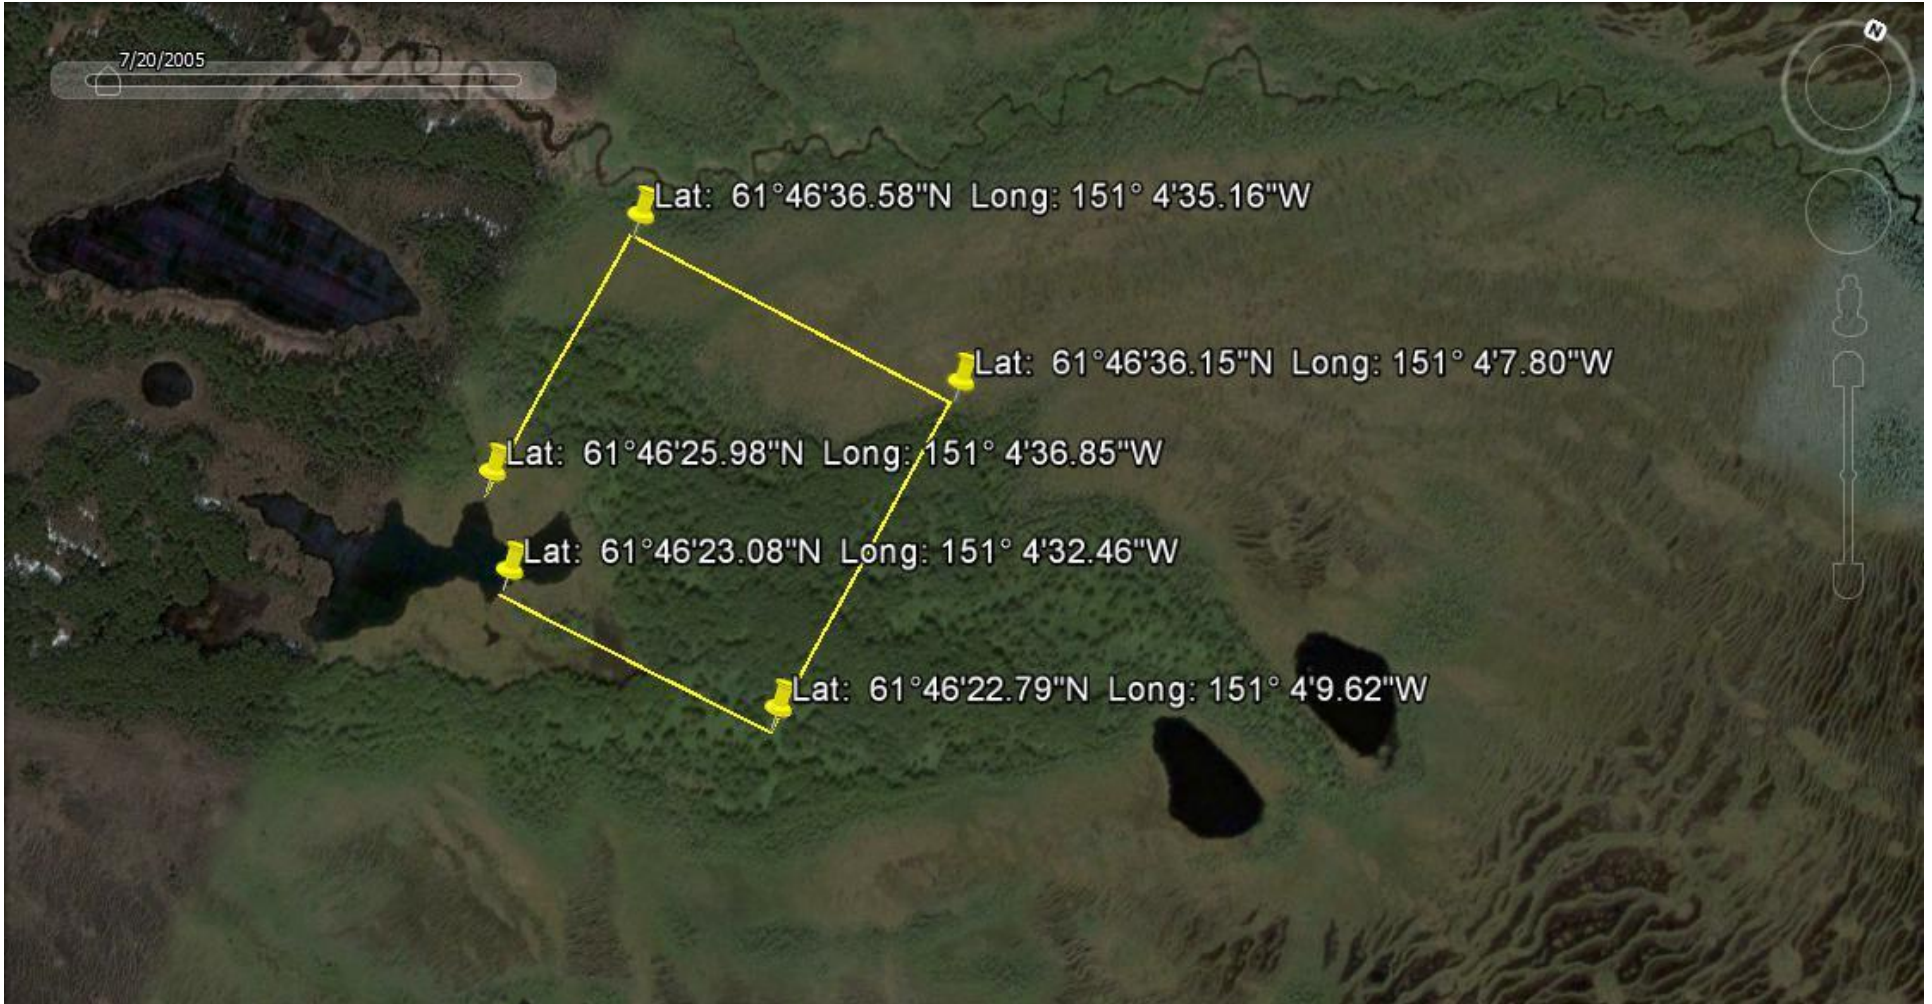 7/20/2005
N
Lat: 61°46'36.58"N Long: 151° 4'35.16"W
Lat: 61°46'36.15"N Long: 151° 4'7.80"W
Lat: 61°46'25.98"N Long: 151° 4'36.85"W
Lat: 61°46'23.08"N Long: 151° 4'32.46"W
Lat: 61°46'22.79"N Long: 151° 4'9.62"W